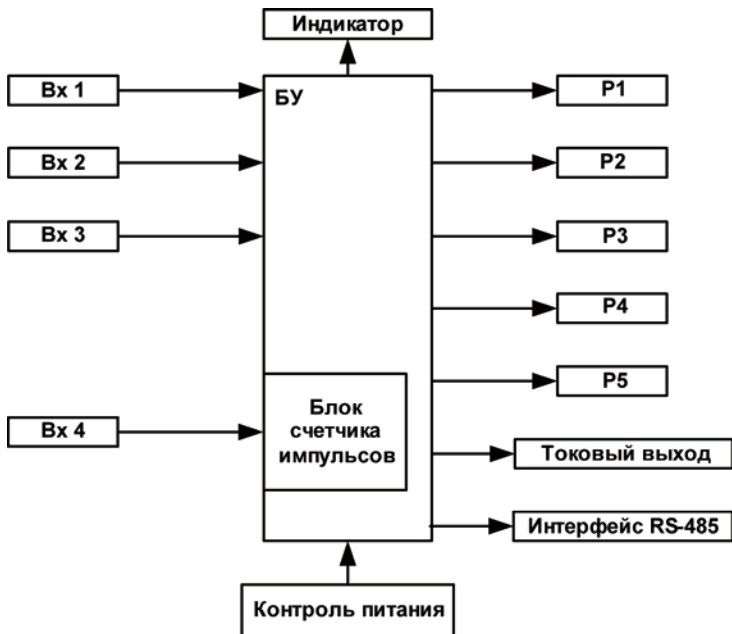 Индикатор
Вх 1
БУ
Р1
Вх 2
Р2
Вх 3
Р3
Р4
Р5
Вх 4
Блок
счетчика
импульсов
Токовый выход
Интерфейс RS-485
Контроль питания